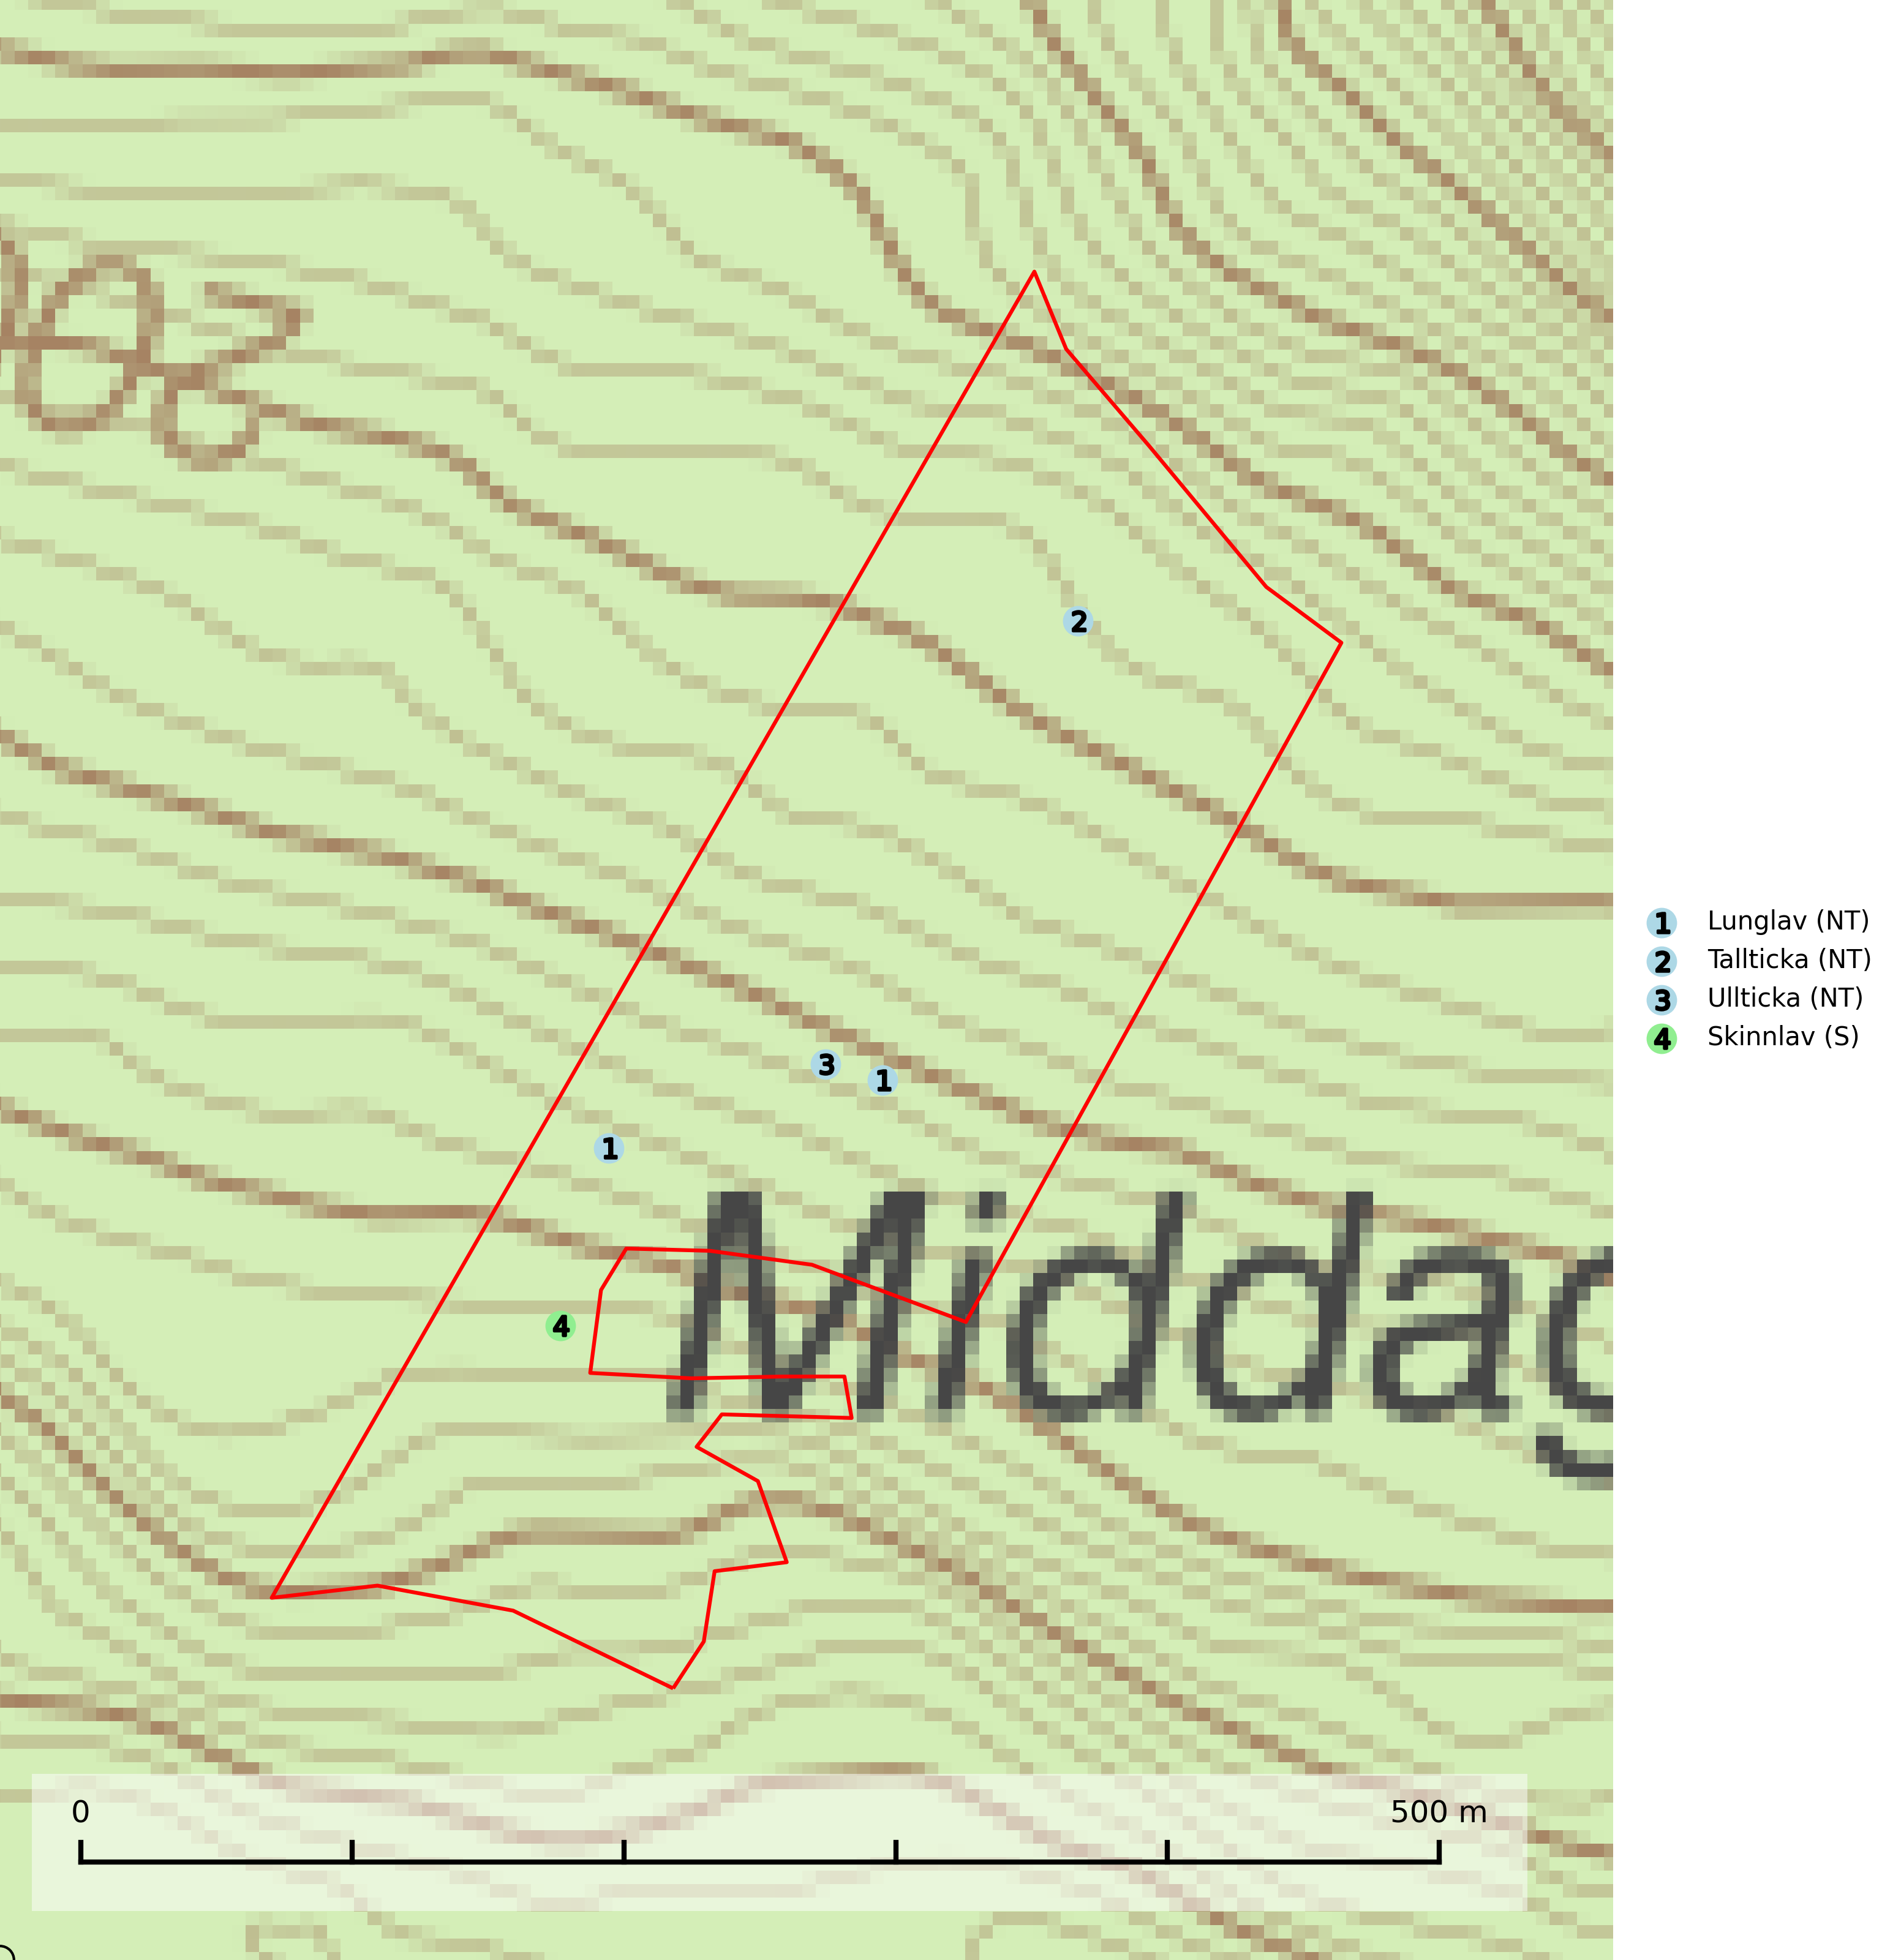 2
3
1
1
4
Middag
0
500 m
1 Lunglav (NT)
2 Tallticka (NT)
3 Ullticka (NT)
4 Skinnlav (S)